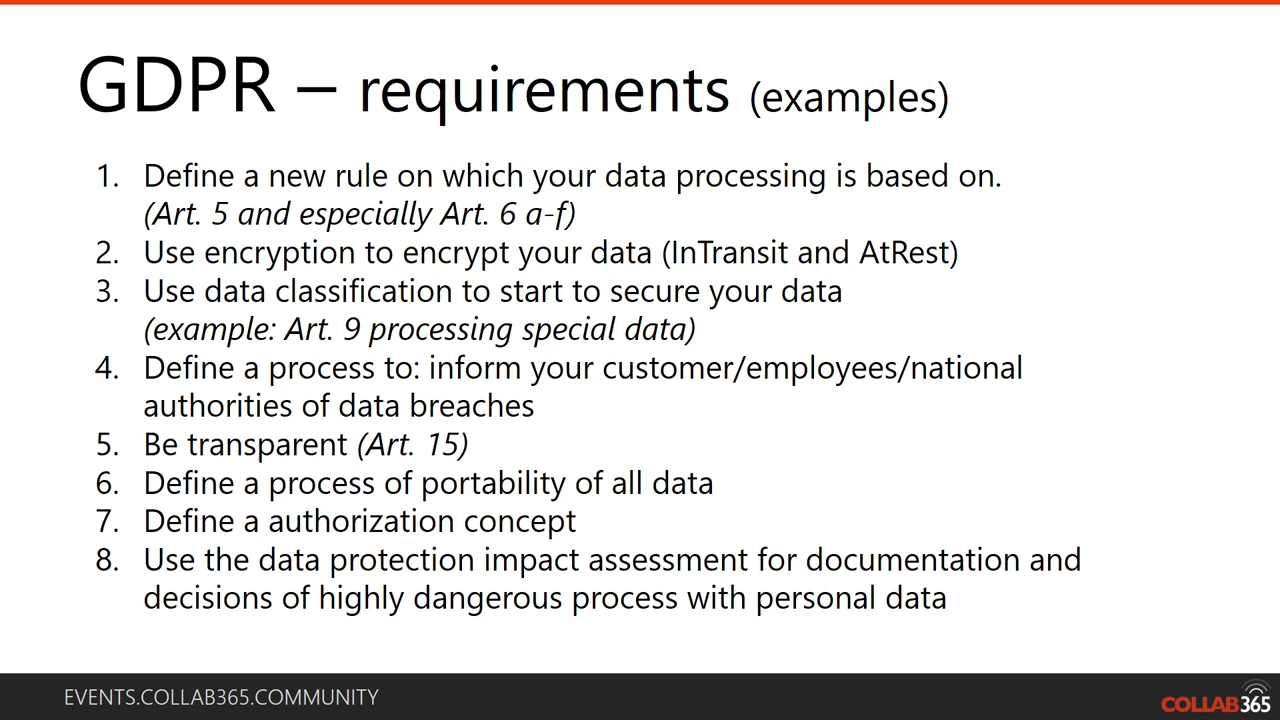 GDPR – requirements (examples)
1. Define a new rule on which your data processing is based on.
(Art. 5 and especially Art. 6 a-f)
2. Use encryption to encrypt your data (InTransit and AtRest)
3. Use data classification to start to secure your data
(example: Art. 9 processing special data)
4. Define a process to: inform your customer/employees/national
authorities of data breaches
5. Be transparent (Art. 15)
6. Define a process of portability of all data
7. Define a authorization concept
8. Use the data protection impact assessment for documentation and
decisions of highly dangerous process with personal data
EVENTS.COLLAB365.COMMUNITY
COLLAB365